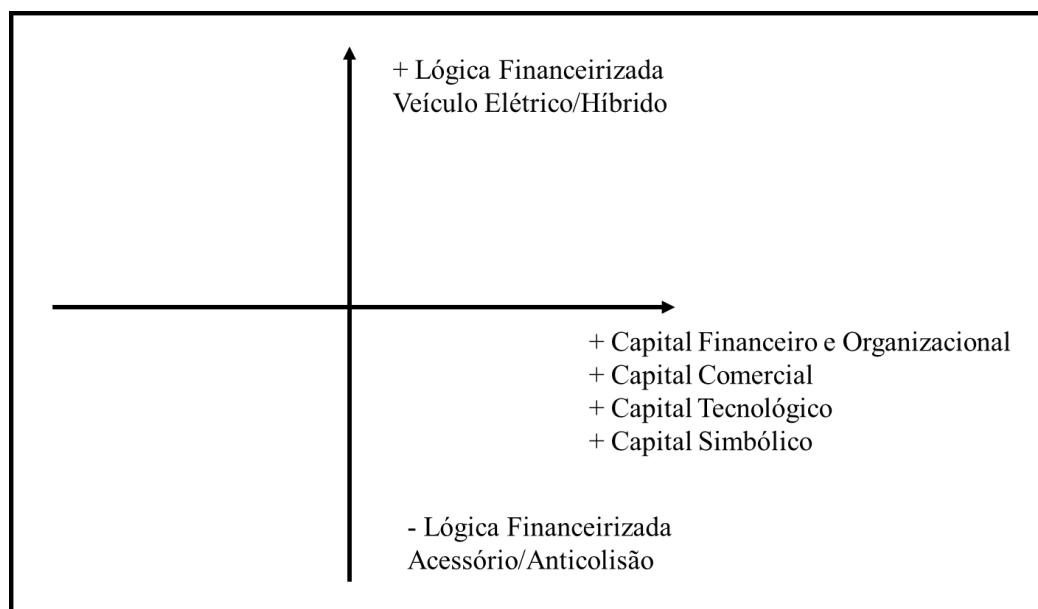 + Lógica Financeirizada
Veículo Elétrico/Híbrido
+ Capital Financeiro e Organizacional
+ Capital Comercial
+ Capital Tecnológico
+ Capital Simbólico
- Lógica Financeirizada
Acessório/Anticolisão